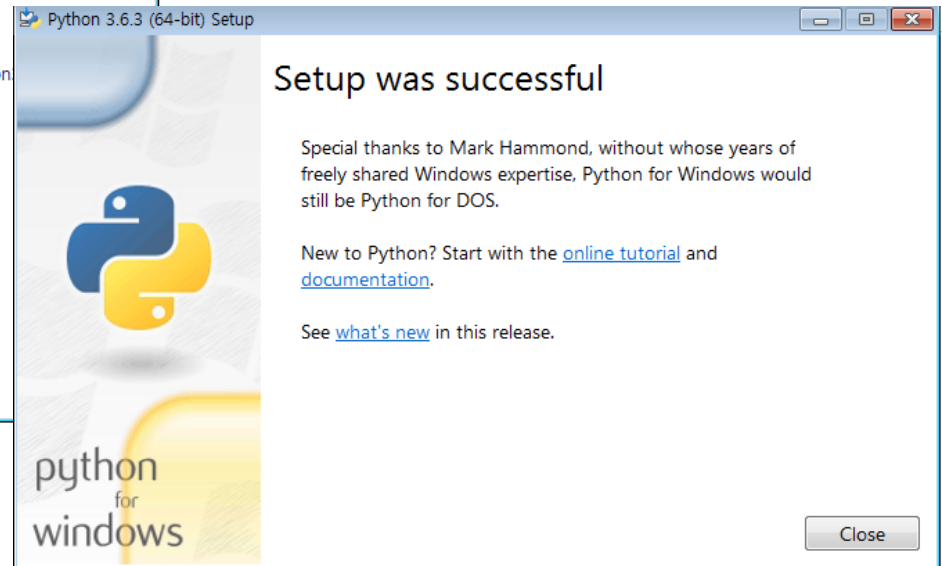 Python 3.6.3 (64-bit) Setup
Setup was successful
Special thanks to Mark Hammond, without whose years of
freely shared Windows expertise, Python for Windows would
still be Python for DOS.
New to Python? Start with the online tutorial and
documentation.
See what's new in this release.
python
for
windows
Close